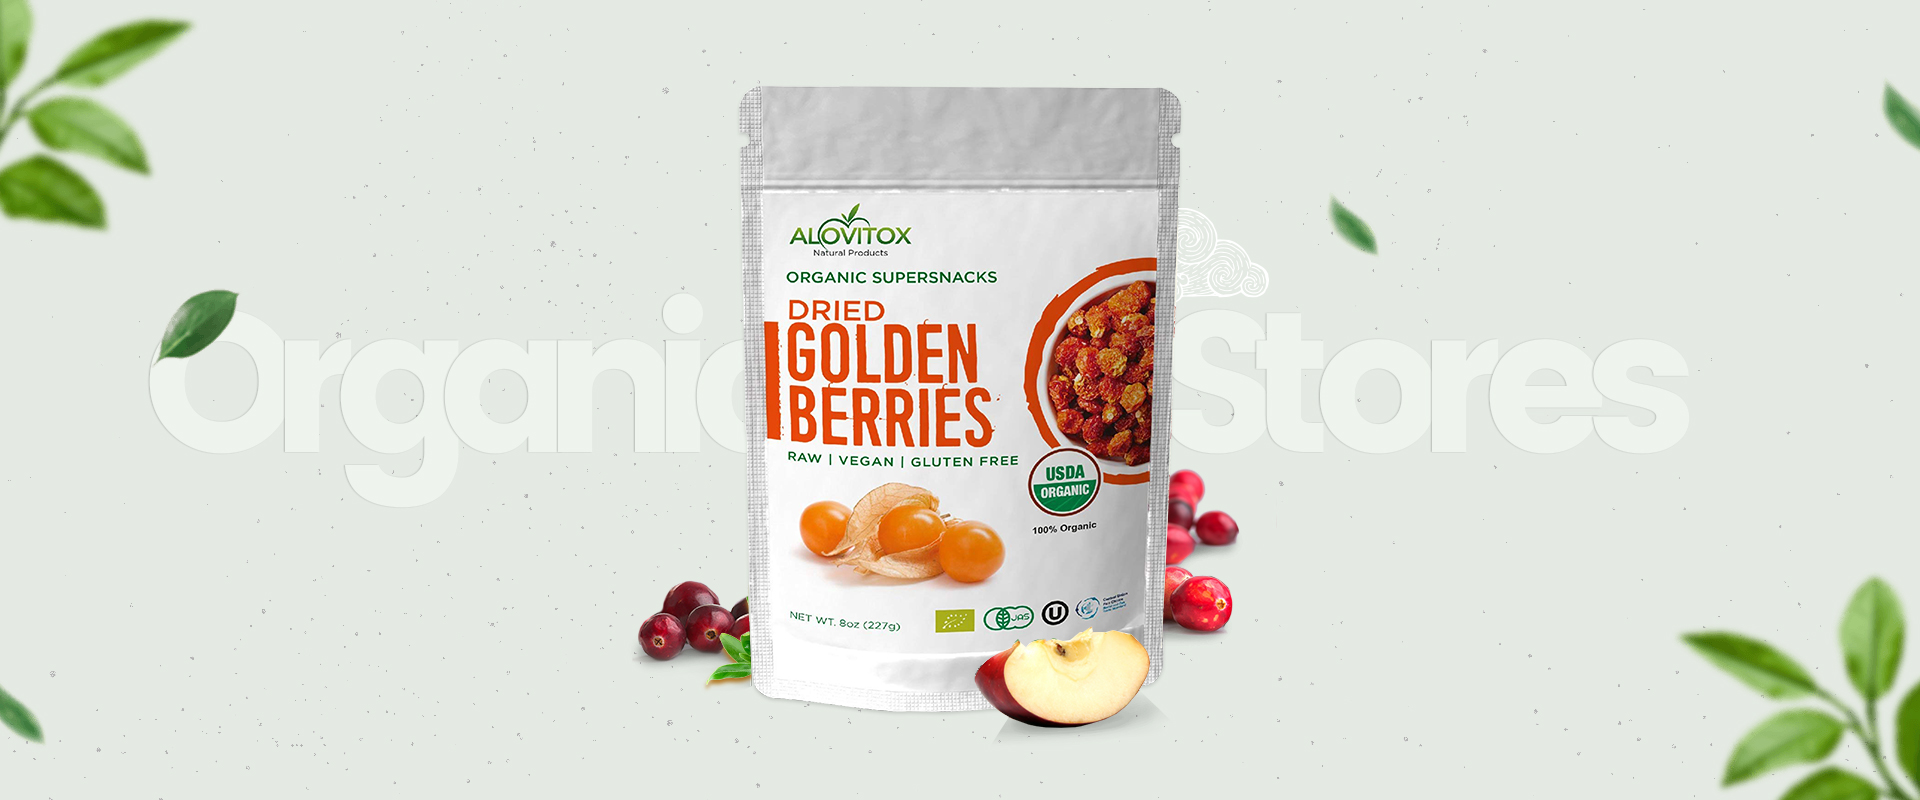 Organic Stores
ALOVITOX
Natural Products
ORGANIC SUPERSNACKS
DRIED
GOLDEN
BERRIES
RAW | VEGAN | GLUTEN FREE
USDA
ORGANIC
100% Organic
NET WT. 8oz (227g)
JAS
U